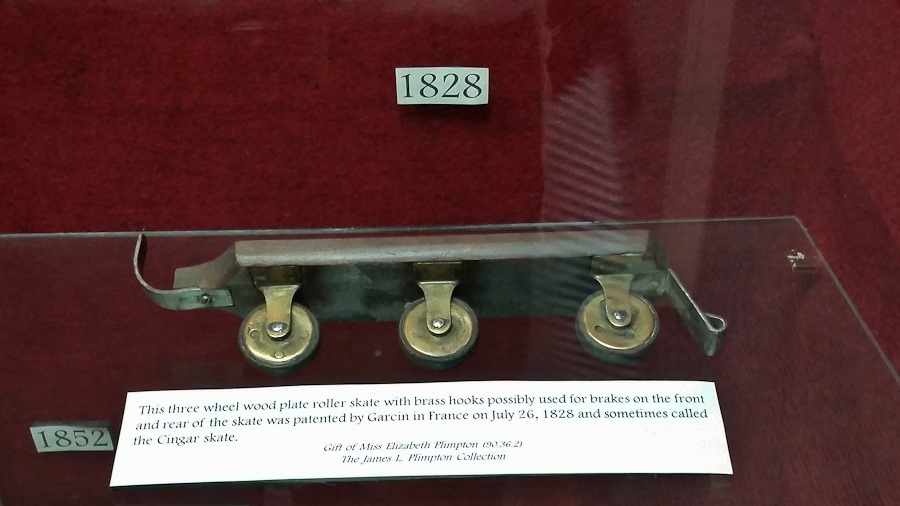 1828
This three wheel wood plate roller skate with brass hooks possibly used for brakes on the front
and rear of the skate was patented by Garcin in France on July 26, 1828 and sometimes called
the Cingar skate.
Gift of Miss Elizabeth Plimpton (90.36.2)
The James L. Plimpton Collection
1852